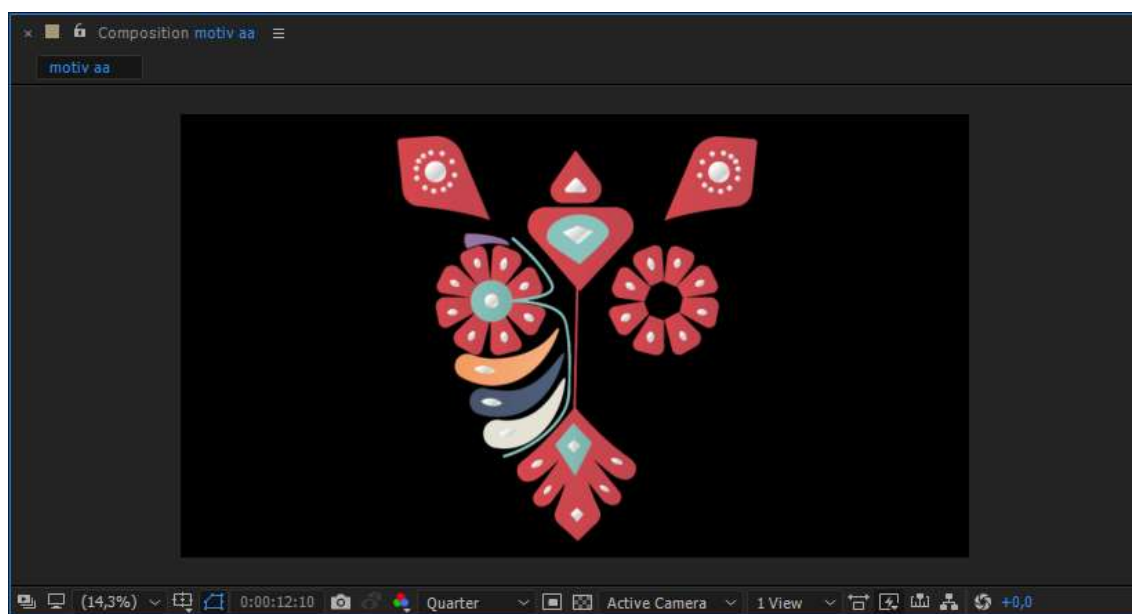 Composition motiv aa
motiv aa
(14,3%) 0:00:12:10 Quarter Active Camera 1 View +0,0